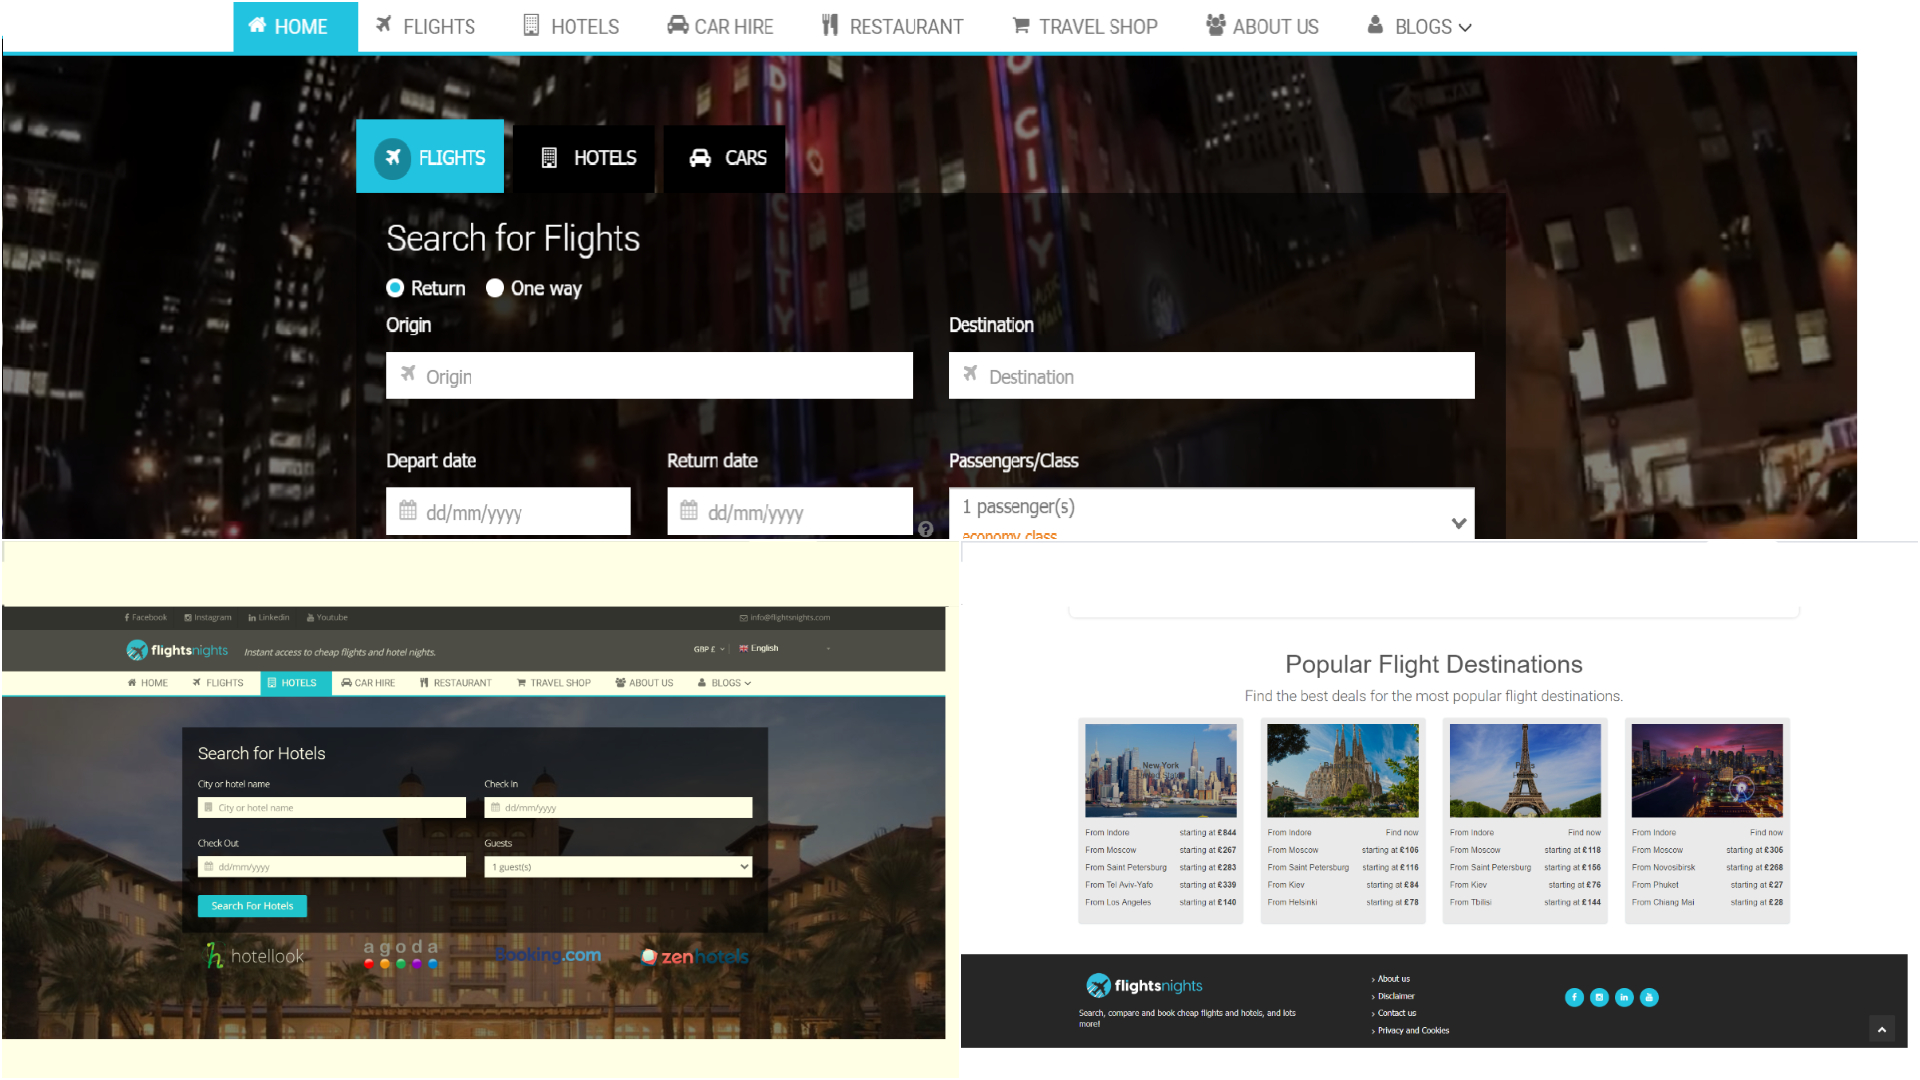 HOME FLIGHTS HOTELS CAR HIRE RESTAURANT TRAVEL SHOP ABOUT US BLOGS
FLIGHTS HOTELS CARS
Search for Flights
Return One way
Origin Destination
Origin Destination
Depart date Return date Passengers/Class
dd/mm/yyyy dd/mm/yyyy 1 passenger(s)
economy class
CITY
Facebook Instagram Linkedin Youtube info@flightsnights.com
flightsnights Instant access to cheap flights and hotel nights. GBP £ English
HOME FLIGHTS HOTELS CAR HIRE RESTAURANT TRAVEL SHOP ABOUT US BLOGS
Search for Hotels
City or hotel name Check In
City or hotel name dd/mm/yyyy
Check Out Guests
dd/mm/yyyy 1 guest(s)
Search For Hotels
hotellook agoda Booking.com zenhotels
Popular Flight Destinations
Find the best deals for the most popular flight destinations.
New York
United States
Paris
From Indore starting at £844
From Moscow starting at £267
From Saint Petersburg starting at £283
From Tel Aviv-Yafo starting at £339
From Los Angeles starting at £140
From Indore Find now
From Moscow starting at £106
From Saint Petersburg starting at £116
From Kiev starting at £84
From Helsinki starting at £78
From Indore Find now
From Moscow starting at £118
From Saint Petersburg starting at £156
From Kiev starting at £76
From Tbilisi starting at £144
From Indore Find now
From Moscow starting at £306
From Novosibirsk starting at £268
From Phuket starting at £27
From Chiang Mai starting at £28
flightsnights
Search, compare and book cheap flights and hotels, and lots
more!
› About us
› Disclaimer
› Contact us
› Privacy and Cookies